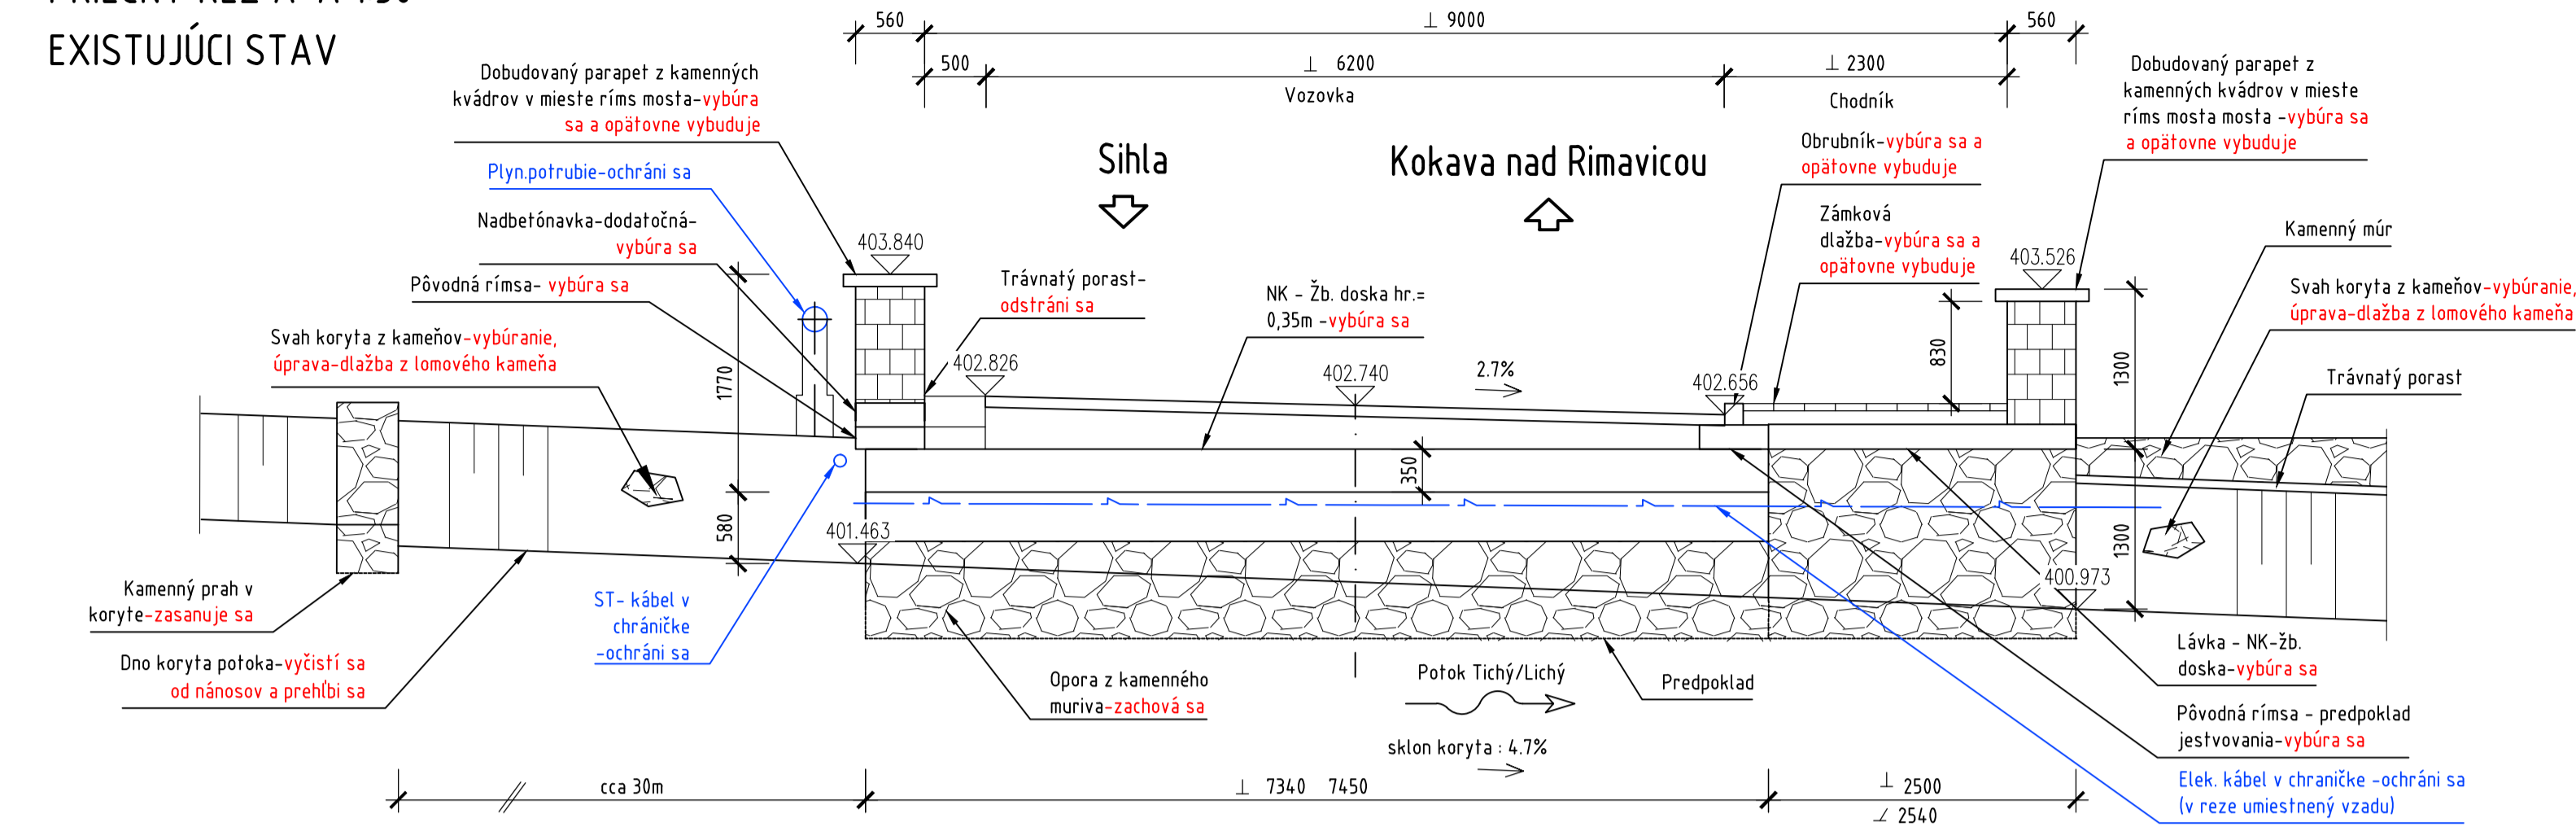 EXISTUJÚCI STAV
560
⊥ 9000
560
500
⊥ 6200
⊥ 2300
Vozovka
Chodník
Dobudovaný parapet z kamenných
kvádrov v mieste ríms mosta-vybúra
sa a opätovne vybuduje
Plyn.potrubie-ochráni sa
Nadbetónavka-dodatočná-
vybúra sa
Pôvodná rímsa- vybúra sa
Svah koryta z kameňov-vybúranie,
úprava-dlažba z lomového kameňa
Sihla
Kokava nad Rimavicou
Obrubník-vybúra sa a
opätovne vybuduje
Zámková
dlažba-vybúra sa a
opätovne vybuduje
Dobudovaný parapet z
kamenných kvádrov v mieste
ríms mosta mosta -vybúra sa
a opätovne vybuduje
Kamenný múr
Svah koryta z kameňov-vybúranie,
úprava-dlažba z lomového kameňa
Trávnatý porast
403.840
Trávnatý porast-
odstráni sa
NK - Žb. doska hr.=
0,35m -vybúra sa
403.526
402.826
402.740
2.7%
402.656
1770
830
1300
350
580
401.463
1300
400.973
Kamenný prah v
koryte-zasanuje sa
Dno koryta potoka-vyčistí sa
od nánosov a prehĺbi sa
ST- kábel v
chráničke
-ochráni sa
Opora z kamenného
muriva-zachová sa
Potok Tichý/Lichý
Predpoklad
sklon koryta : 4.7%
Lávka - NK-žb.
doska-vybúra sa
Pôvodná rímsa - predpoklad
jestvovania-vybúra sa
Elek. kábel v chraničke -ochráni sa
(v reze umiestnený vzadu)
cca 30m
⊥ 7340 7450
⊥ 2500
2540